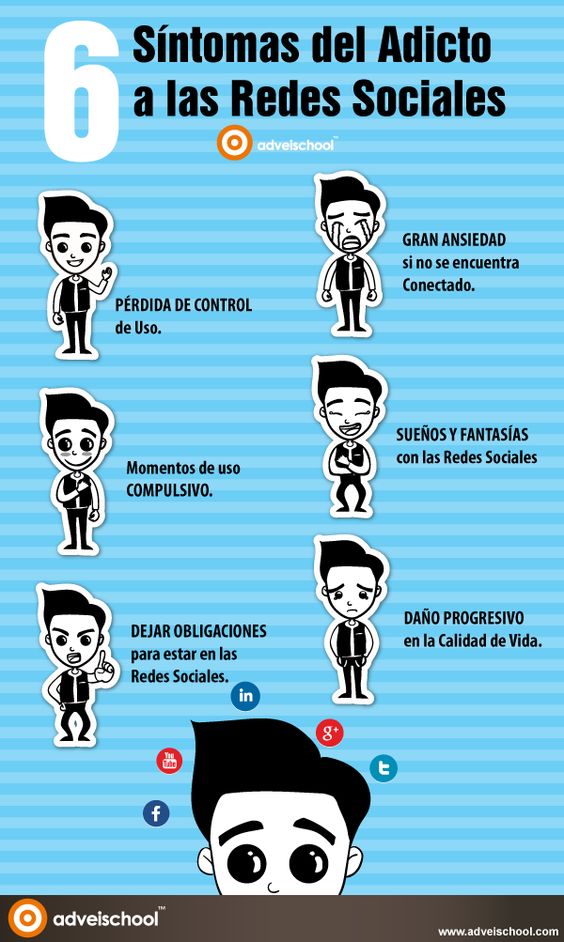 6
Síntomas del Adicto
a las Redes Sociales
adveischool™
PÉRDIDA DE CONTROL
de Uso.
GRAN ANSIEDAD
si no se encuentra
Conectado.
Momentos de uso
COMPULSIVO.
SUEÑOS Y FANTASÍAS
con las Redes Sociales
DEJAR OBLIGACIONES
para estar en las
Redes Sociales.
DAÑO PROGRESIVO
en la Calidad de Vida.
in
g+
You
Tube
t
f
adveischool™
www.adveischool.com